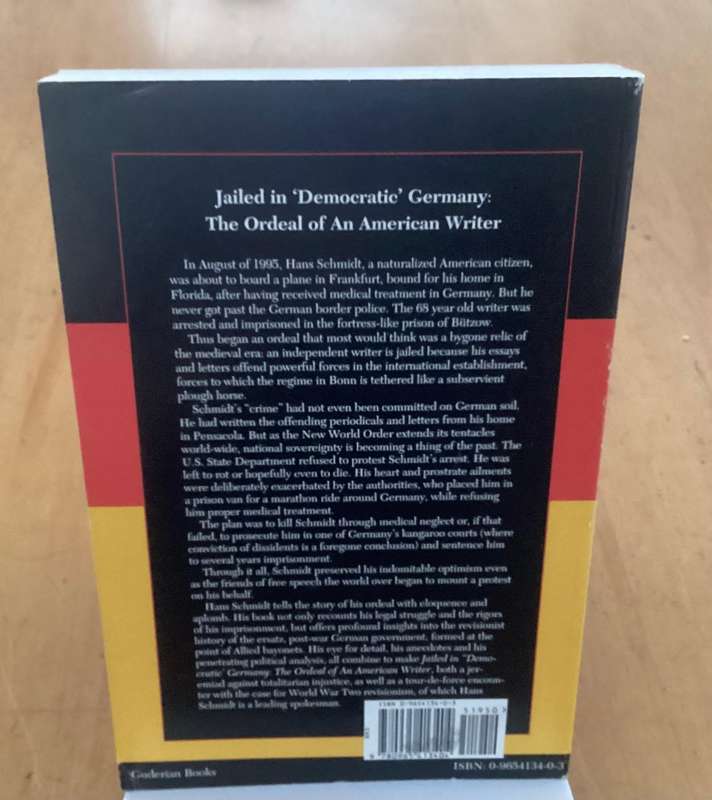 Jailed in ‘Democratic’ Germany:
The Ordeal of An American Writer
In August of 1995, Hans Schmidt, a naturalized American citizen,
was about to board a plane in Frankfurt, bound for his home in
Florida, after having received medical treatment in Germany. But he
never got past the German border police. The 68 year old writer was
arrested and imprisoned in the fortress-like prison of Bützow.
Thus began an ordeal that most would think was a bygone relic of
the medieval era: an independent writer is jailed because his essays
and letters offend powerful forces in the international establishment,
forces to which the regime in Bonn is tethered like a subservient
plough horse.
Schmidt's "crime" had not even been committed on German soil.
He had written the offending periodicals and letters from his home
in Pensacola. But as the New World Order extends its tentacles
world-wide, national sovereignty is becoming a thing of the past. The
U.S. State Department refused to protest Schmidt's arrest. He was
left to rot or hopefully even to die. His heart and prostrate ailments
were deliberately exacerbated by the authorities, who placed him in
a prison van for a marathon ride around Germany, while refusing
him proper medical treatment.
The plan was to kill Schmidt through medical neglect or, if that
failed, to prosecute him in one of Germany's kangaroo courts (where
conviction of dissidents is a foregone conclusion) and sentence him
to several years imprisonment.
Through it all, Schmidt preserved his indomitable optimism even
as the friends of free speech the world over began to mount a protest
on his behalf.
Hans Schmidt tells the story of his ordeal with eloquence and
aplomb. His book not only recounts his legal struggle and the rigors
of his imprisonment, but offers profound insights into the revisionist
history of the ersatz, post-war German government, formed at the
point of Allied bayonets. His eye for detail, his anecdotes and his
penetrating political analysis, all combine to make Jailed in "Demo-
cratic' Germany: The Ordeal of An American Writer, both a jer-
emiad against totalitarian injustice, as well as a tour-de-force encoun-
ter with the case for World War Two revisionism, of which Hans
Schmidt is a leading spokesman.
ISBN 0-9654134-0-3
51950
9 780965 413404
ISBN: 0-9654134-0-3
Guderian Books